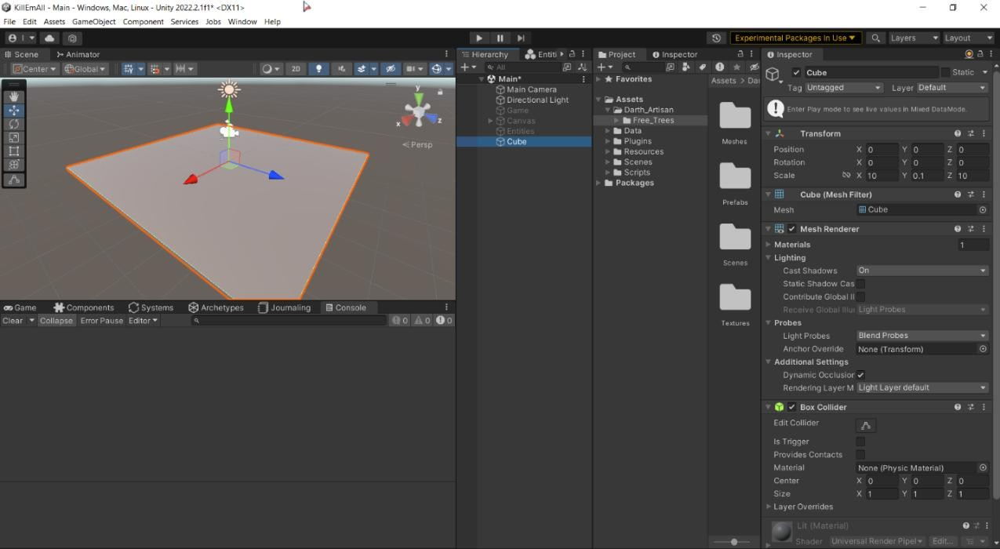 KillEmAll - Main - Windows, Mac, Linux - Unity 2022.2.1f1* <DX11>
File Edit Assets GameObject Component Services Jobs Window Help
Experimental Packages In Use Layers Layout
Scene Animator
Center Global 2D
y
x
z
Persp
Game Components Systems Archetypes Journaling Console
Clear Collapse Error Pause Editor 0 0 0
Hierarchy Entiti
All
Main*
Main Camera
Directional Light
Game
Canvas
Entities
Cube
Project Inspector
Favorites
Assets
Darth_Artisan
Free_Trees
Data
Plugins
Resources
Scenes
Scripts
Packages
Assets > Da
Meshes
Prefabs
Scenes
Textures
Inspector
Cube Static
Tag Untagged Layer Default
Enter Play mode to see live values in Mixed DataMode.
Transform
Position X 0 Y 0 Z 0
Rotation X 0 Y 0 Z 0
Scale X 10 Y 0.1 Z 10
Cube (Mesh Filter)
Mesh Cube
Mesh Renderer
Materials 1
Lighting
Cast Shadows On
Static Shadow Cas
Contribute Global Il
Receive Global Illur Light Probes
Probes
Light Probes Blend Probes
Anchor Override None (Transform)
Additional Settings
Dynamic Occlusion
Rendering Layer M Light Layer default
Box Collider
Edit Collider
Is Trigger
Provides Contacts
Material None (Physic Material)
Center X 0 Y 0 Z 0
Size X 1 Y 1 Z 1
Layer Overrides
Lit (Material)
Shader Universal Render Pipel Edit...